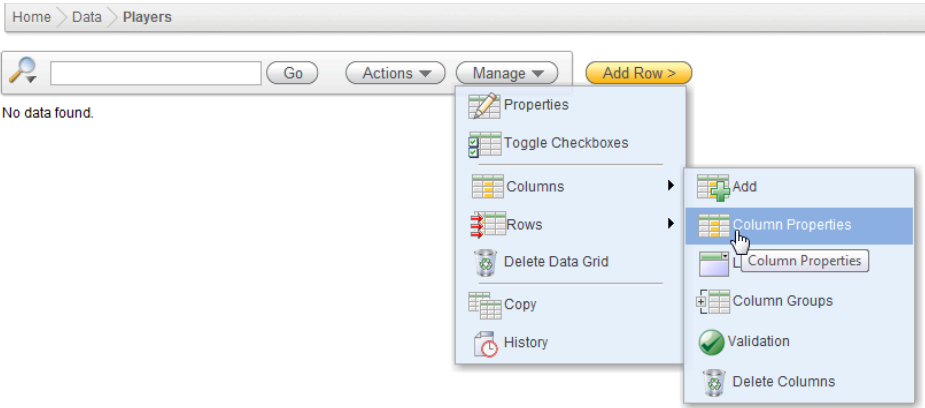 Home Data Players
Go Actions Manage Add Row >
No data found.
Properties
Toggle Checkboxes
Columns
Rows
Delete Data Grid
Copy
History
Add
Column Properties
L
Column Properties
Column Groups
Validation
Delete Columns